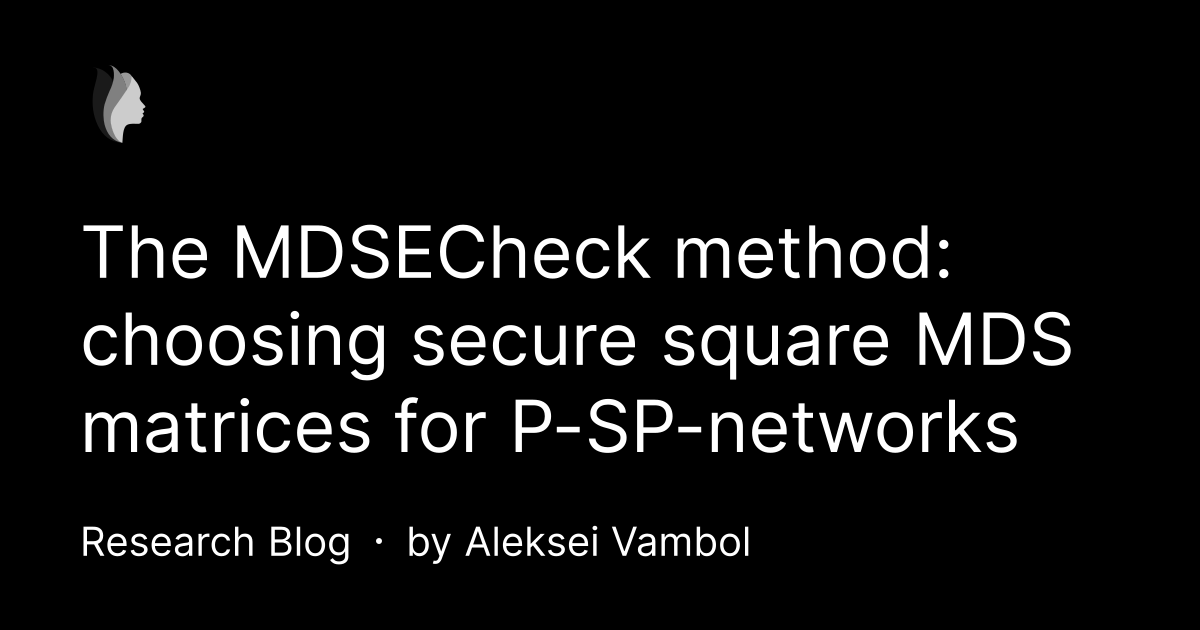 The MDSECheck method:
choosing secure square MDS
matrices for P-SP-networks
Research Blog · by Aleksei Vambol